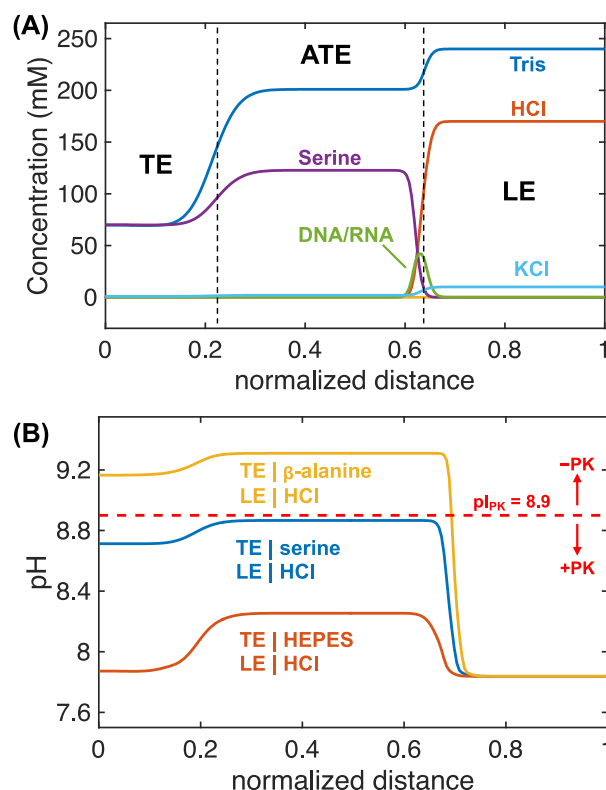 (A)
Concentration (mM)
250
200
150
100
50
0
TE
ATE
LE
Tris
HCl
Serine
DNA/RNA
KCl
0
0.2
0.4
0.6
0.8
1
normalized distance
(B)
pH
9.2
8.8
8.4
8
7.6
TE | β-alanine
LE | HCl
−PK
pIPK = 8.9
+PK
TE | serine
LE | HCl
TE | HEPES
LE | HCl
0
0.2
0.4
0.6
0.8
1
normalized distance